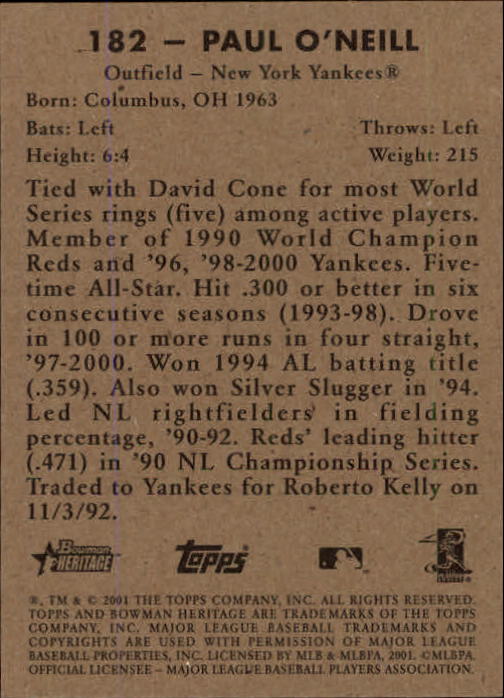 182 – PAUL O'NEILL
Outfield – New York Yankees®
Born: Columbus, OH 1963
Bats: Left Throws: Left
Height: 6:4 Weight: 215
Tied with David Cone for most World
Series rings (five) among active players.
Member of 1990 World Champion
Reds and '96, '98-2000 Yankees. Five-
time All-Star. Hit .300 or better in six
consecutive seasons (1993-98). Drove
in 100 or more runs in four straight,
'97-2000. Won 1994 AL batting title
(.359). Also won Silver Slugger in '94.
Led NL rightfielders in fielding
percentage, '90-92. Reds' leading hitter
(.471) in '90 NL Championship Series.
Traded to Yankees for Roberto Kelly on
11/3/92.
Bowman
HERITAGE
TOPPS
®, TM & © 2001 THE TOPPS COMPANY, INC. ALL RIGHTS RESERVED.
TOPPS AND BOWMAN HERITAGE ARE TRADEMARKS OF THE TOPPS
COMPANY, INC. MAJOR LEAGUE BASEBALL TRADEMARKS AND
COPYRIGHTS ARE USED WITH PERMISSION OF MAJOR LEAGUE
BASEBALL PROPERTIES, INC. LICENSED BY MLB & MLBPA, 2001. ©MLBPA.
OFFICIAL LICENSEE – MAJOR LEAGUE BASEBALL PLAYERS ASSOCIATION.